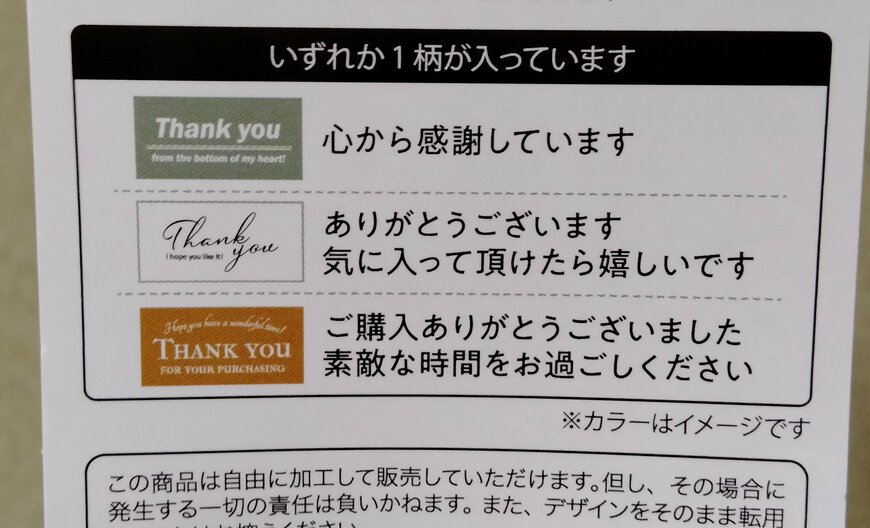 いずれか1柄が入っています
Thank you
from the bottom of my heart!
心から感謝しています
Thank you
I hope you like it!
ありがとうございます
気に入って頂けたら嬉しいです
Hope you have a wonderful time!
THANK YOU
FOR YOUR PURCHASING
ご購入ありがとうございました
素敵な時間をお過ごしください
※カラーはイメージです
この商品は自由に加工して販売していただけます。但し、その場合に
発生する一切の責任は負いかねます。また、デザインをそのまま転用